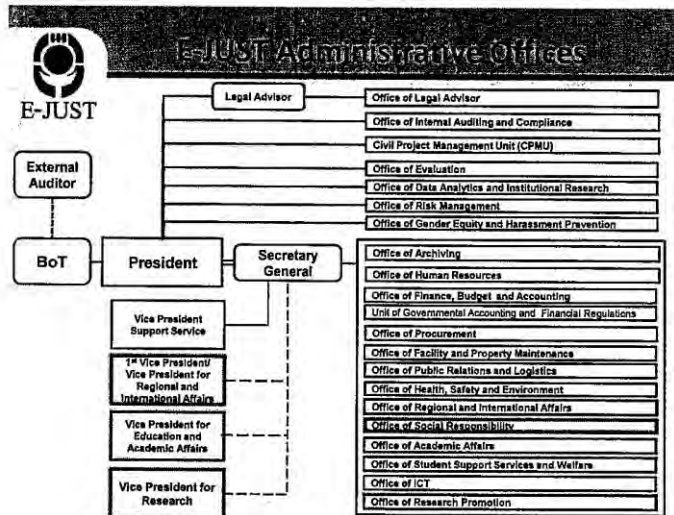 E-JUST Administrative Offices
E-JUST
Legal Advisor
Office of Legal Advisor
Office of Internal Auditing and Compliance
Civil Project Management Unit (CPMU)
External
Auditor
Office of Evaluation
Office of Data Analytics and Institutional Research
Office of Risk Management
Office of Gender Equity and Harassment Prevention
BoT
President
Secretary
General
Office of Archiving
Office of Human Resources
Office of Finance, Budget and Accounting
Unit of Governmental Accounting and Financial Regulations
Office of Procurement
Office of Facility and Property Maintenance
Office of Public Relations and Logistics
Office of Health, Safety and Environment
Office of Regional and International Affairs
Office of Social Responsibility
Office of Academic Affairs
Office of Student Support Services and Welfare
Office of ICT
Office of Research Promotion
Vice President
Support Service
1st Vice President/
Vice President for
Regional and
International Affairs
Vice President for
Education and
Academic Affairs
Vice President for
Research